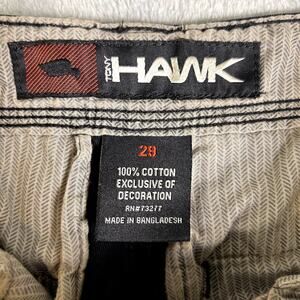 TONY HAWK
29
100% COTTON
EXCLUSIVE OF
DECORATION
RN#73277
MADE IN BANGLADESH